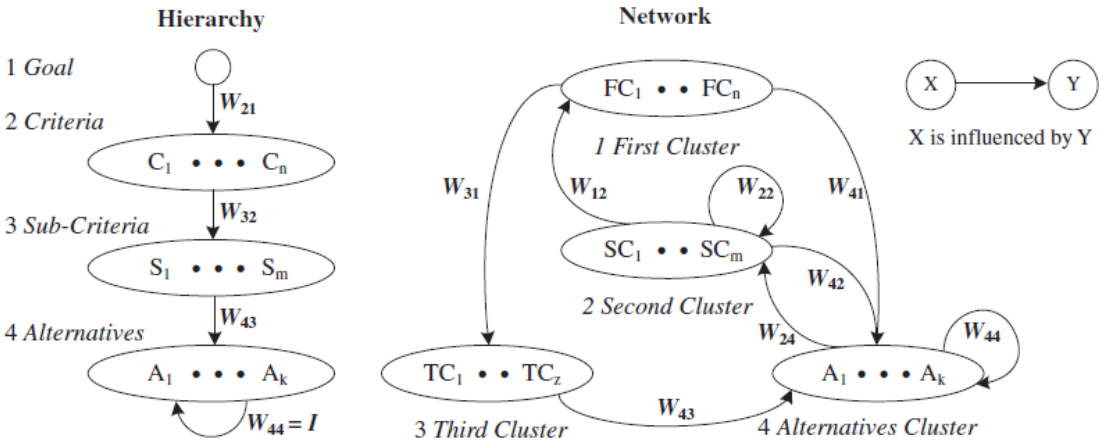 Hierarchy
1 Goal
W21
2 Criteria
C1 • • • Cn
W32
3 Sub-Criteria
S1 • • • Sm
W43
4 Alternatives
A1 • • • Ak
W44 = I
Network
FC1 • • FCn
1 First Cluster
W31
W12
W22
W41
SC1 • • SCm
2 Second Cluster
W42
W24
W44
TC1 • • TCz
3 Third Cluster
W43
A1 • • • Ak
4 Alternatives Cluster
X
Y
X is influenced by Y